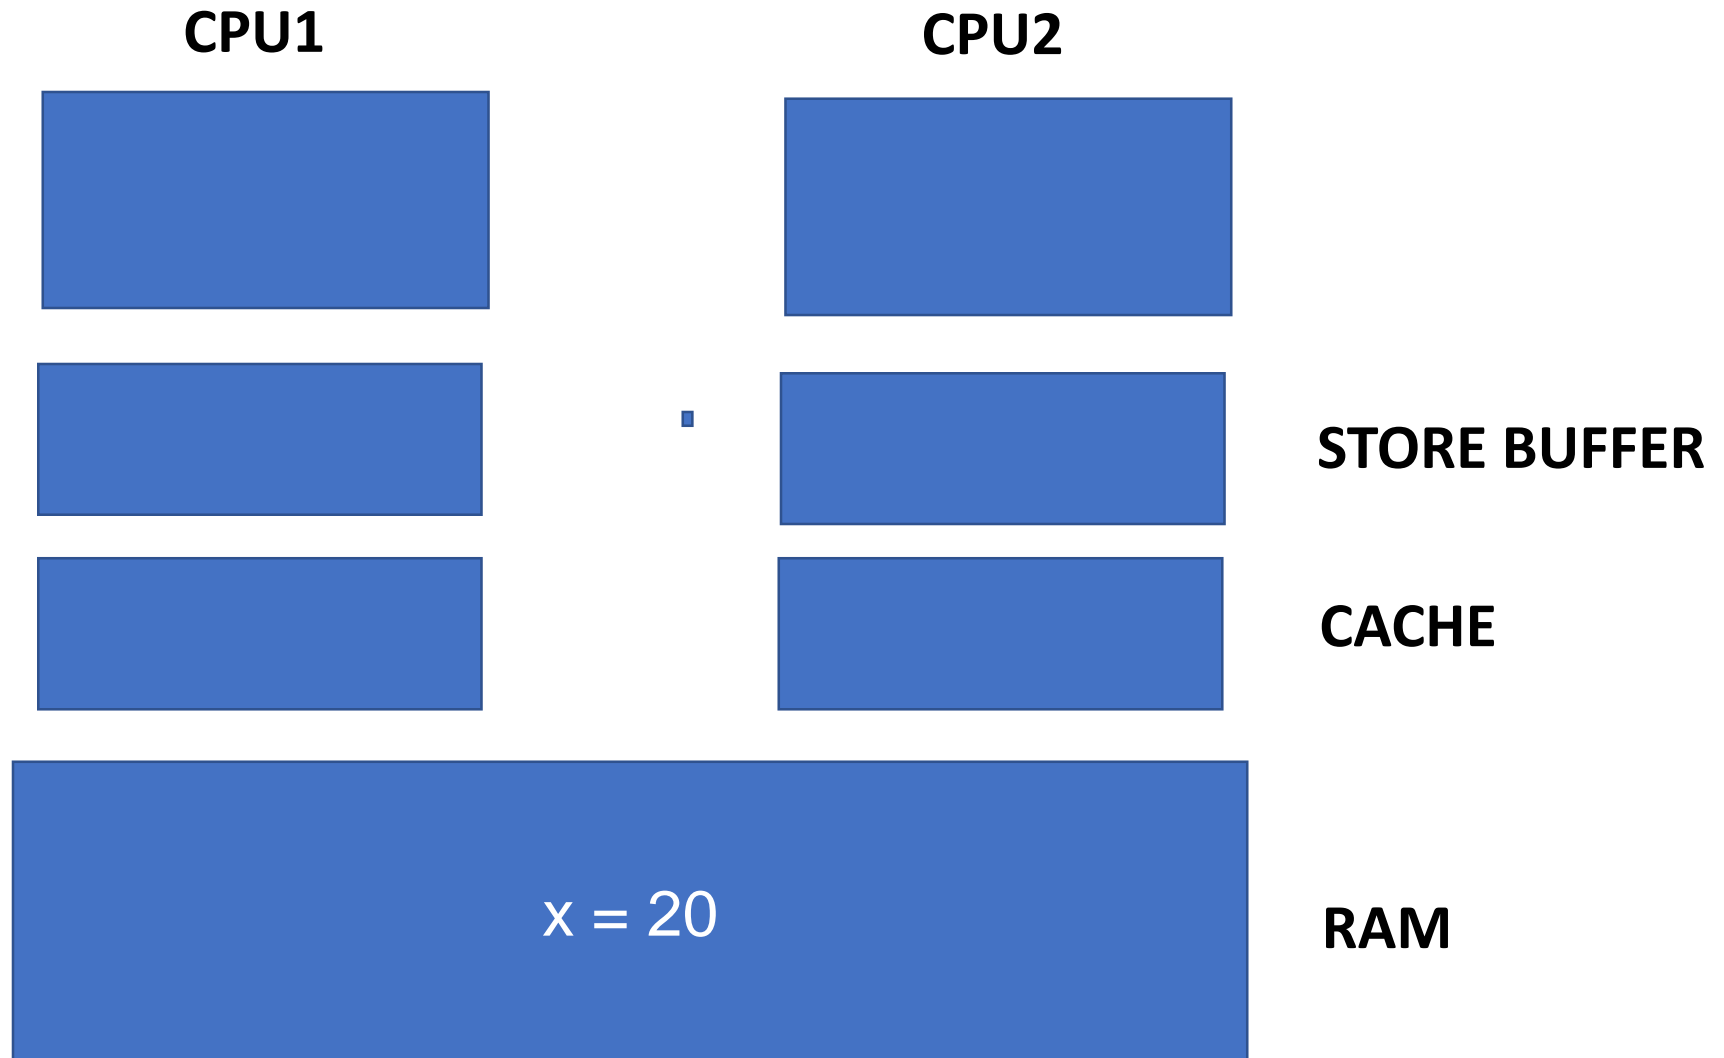 CPU1
CPU2
STORE BUFFER
CACHE
x = 20
RAM